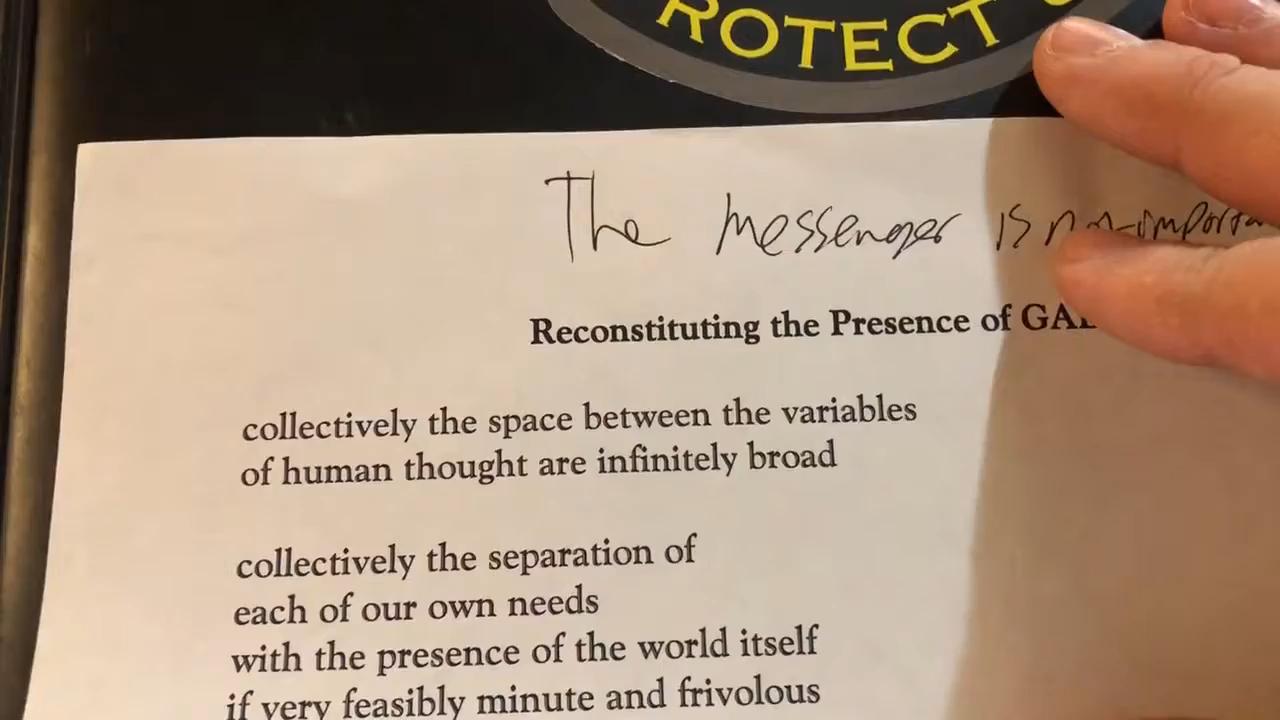 ROTECT
The messenger is
Reconstituting the Presence of
collectively the space between the variables
of human thought are infinitely broad
collectively the separation of
each of our own needs
with the presence of the world itself
if very feasibly minute and frivolous